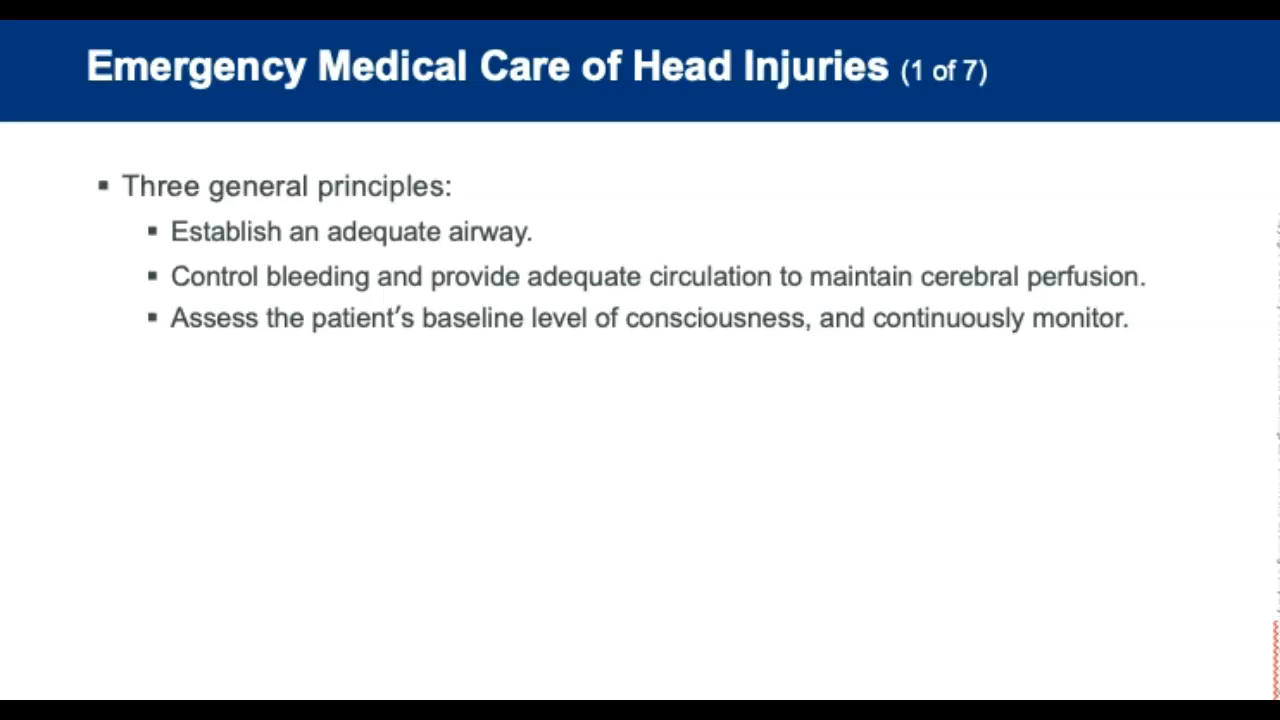 Emergency Medical Care of Head Injuries (1 of 7)
▪ Three general principles:
▪ Establish an adequate airway.
▪ Control bleeding and provide adequate circulation to maintain cerebral perfusion.
▪ Assess the patient’s baseline level of consciousness, and continuously monitor.